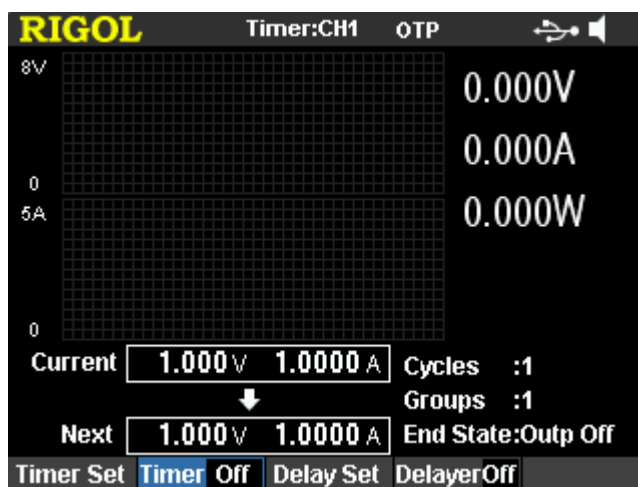 RIGOL Timer:CH1 OTP
8V
0.000V
0.000A
0
5A
0.000W
0
Current 1.000V 1.0000A
Cycles :1
Groups :1
Next 1.000V 1.0000A
End State:Outp Off
Timer Set Timer Off Delay Set DelayerOff